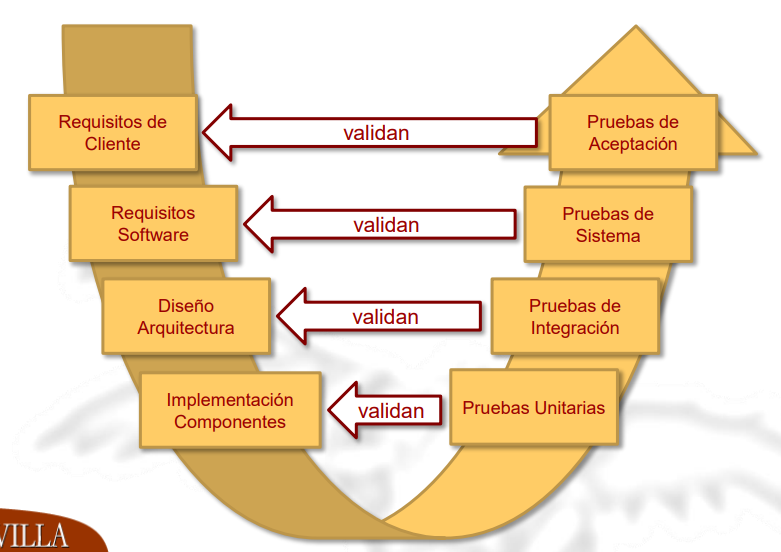 Requisitos de
Cliente
validan
Pruebas de
Aceptación
Requisitos
Software
validan
Pruebas de
Sistema
Diseño
Arquitectura
validan
Pruebas de
Integración
Implementación
Componentes
validan
Pruebas Unitarias
VILLA